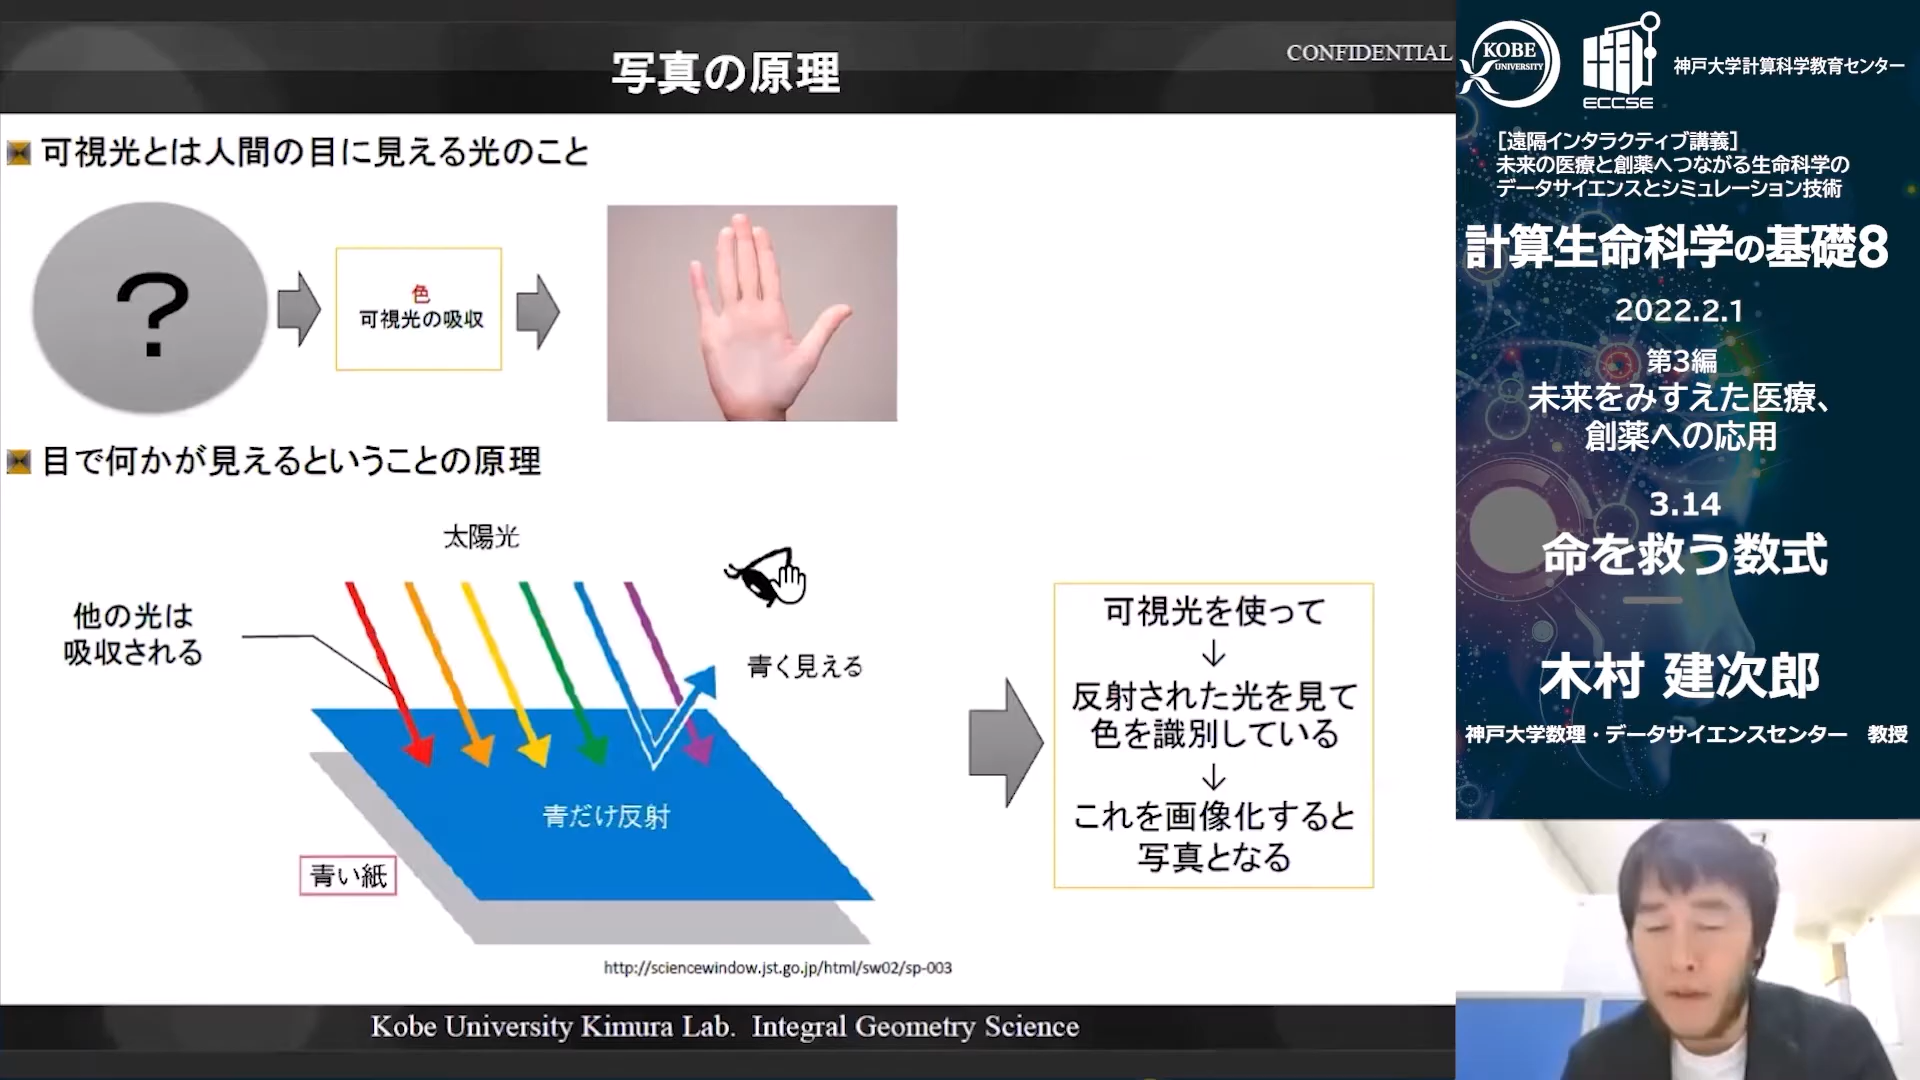 写真の原理
CONFIDENTIAL
可視光とは人間の目に見える光のこと
?
色
可視光の吸収
目で何かが見えるということの原理
太陽光
他の光は
吸収される
青く見える
青だけ反射
青い紙
可視光を使って
↓
反射された光を見て
色を識別している
↓
これを画像化すると
写真となる
http://sciencewindow.jst.go.jp/html/sw02/sp-003
Kobe University Kimura Lab. Integral Geometry Science
KOBE
UNIVERSITY
ECCSE
神戸大学計算科学教育センター
[遠隔インタラクティブ講義]
未来の医療と創薬へつながる生命科学の
データサイエンスとシミュレーション技術
計算生命科学の基礎8
2022.2.1
第3編
未来をみすえた医療、
創薬への応用
3.14
命を救う数式
木村 建次郎
神戸大学数理・データサイエンスセンター 教授